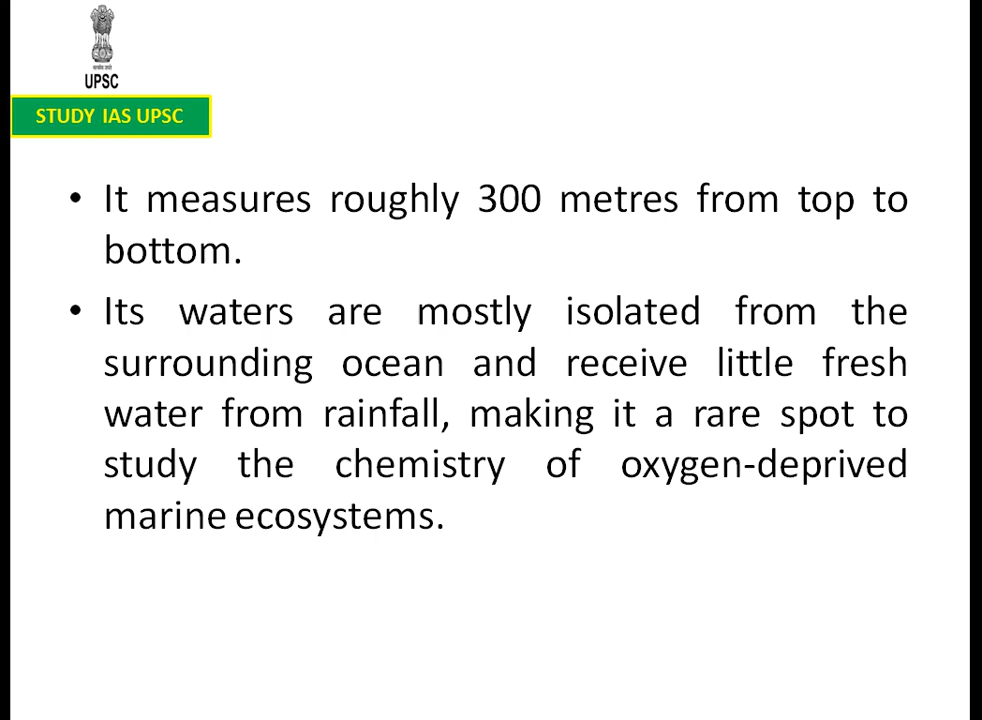 UPSC
STUDY IAS UPSC
• It measures roughly 300 metres from top to
bottom.
• Its waters are mostly isolated from the
surrounding ocean and receive little fresh
water from rainfall, making it a rare spot to
study the chemistry of oxygen-deprived
marine ecosystems.